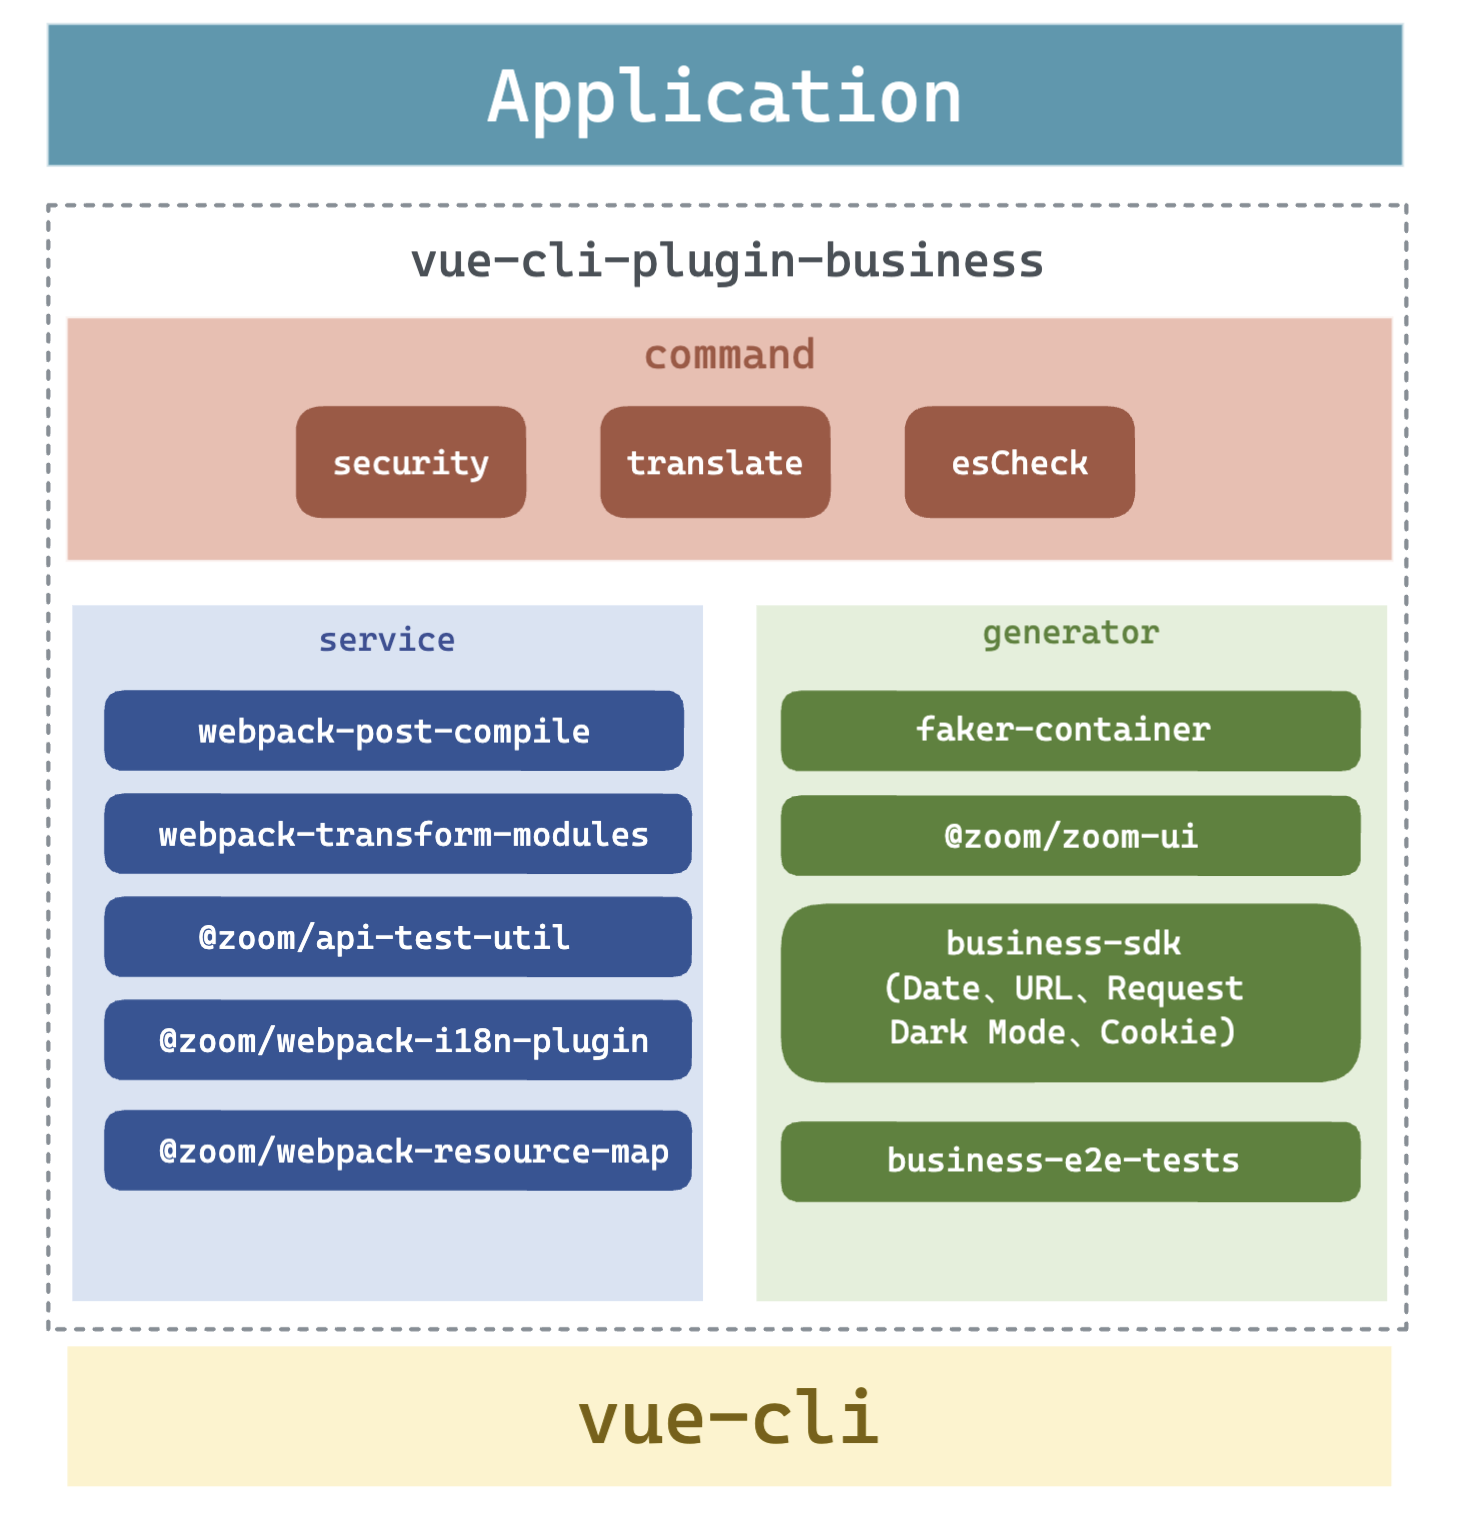 Application
vue-cli-plugin-business
command
security
translate
esCheck
service
webpack-post-compile
webpack-transform-modules
@zoom/api-test-util
@zoom/webpack-i18n-plugin
@zoom/webpack-resource-map
generator
faker-container
@zoom/zoom-ui
business-sdk
(Date、URL、Request
Dark Mode、Cookie)
business-e2e-tests
vue-cli